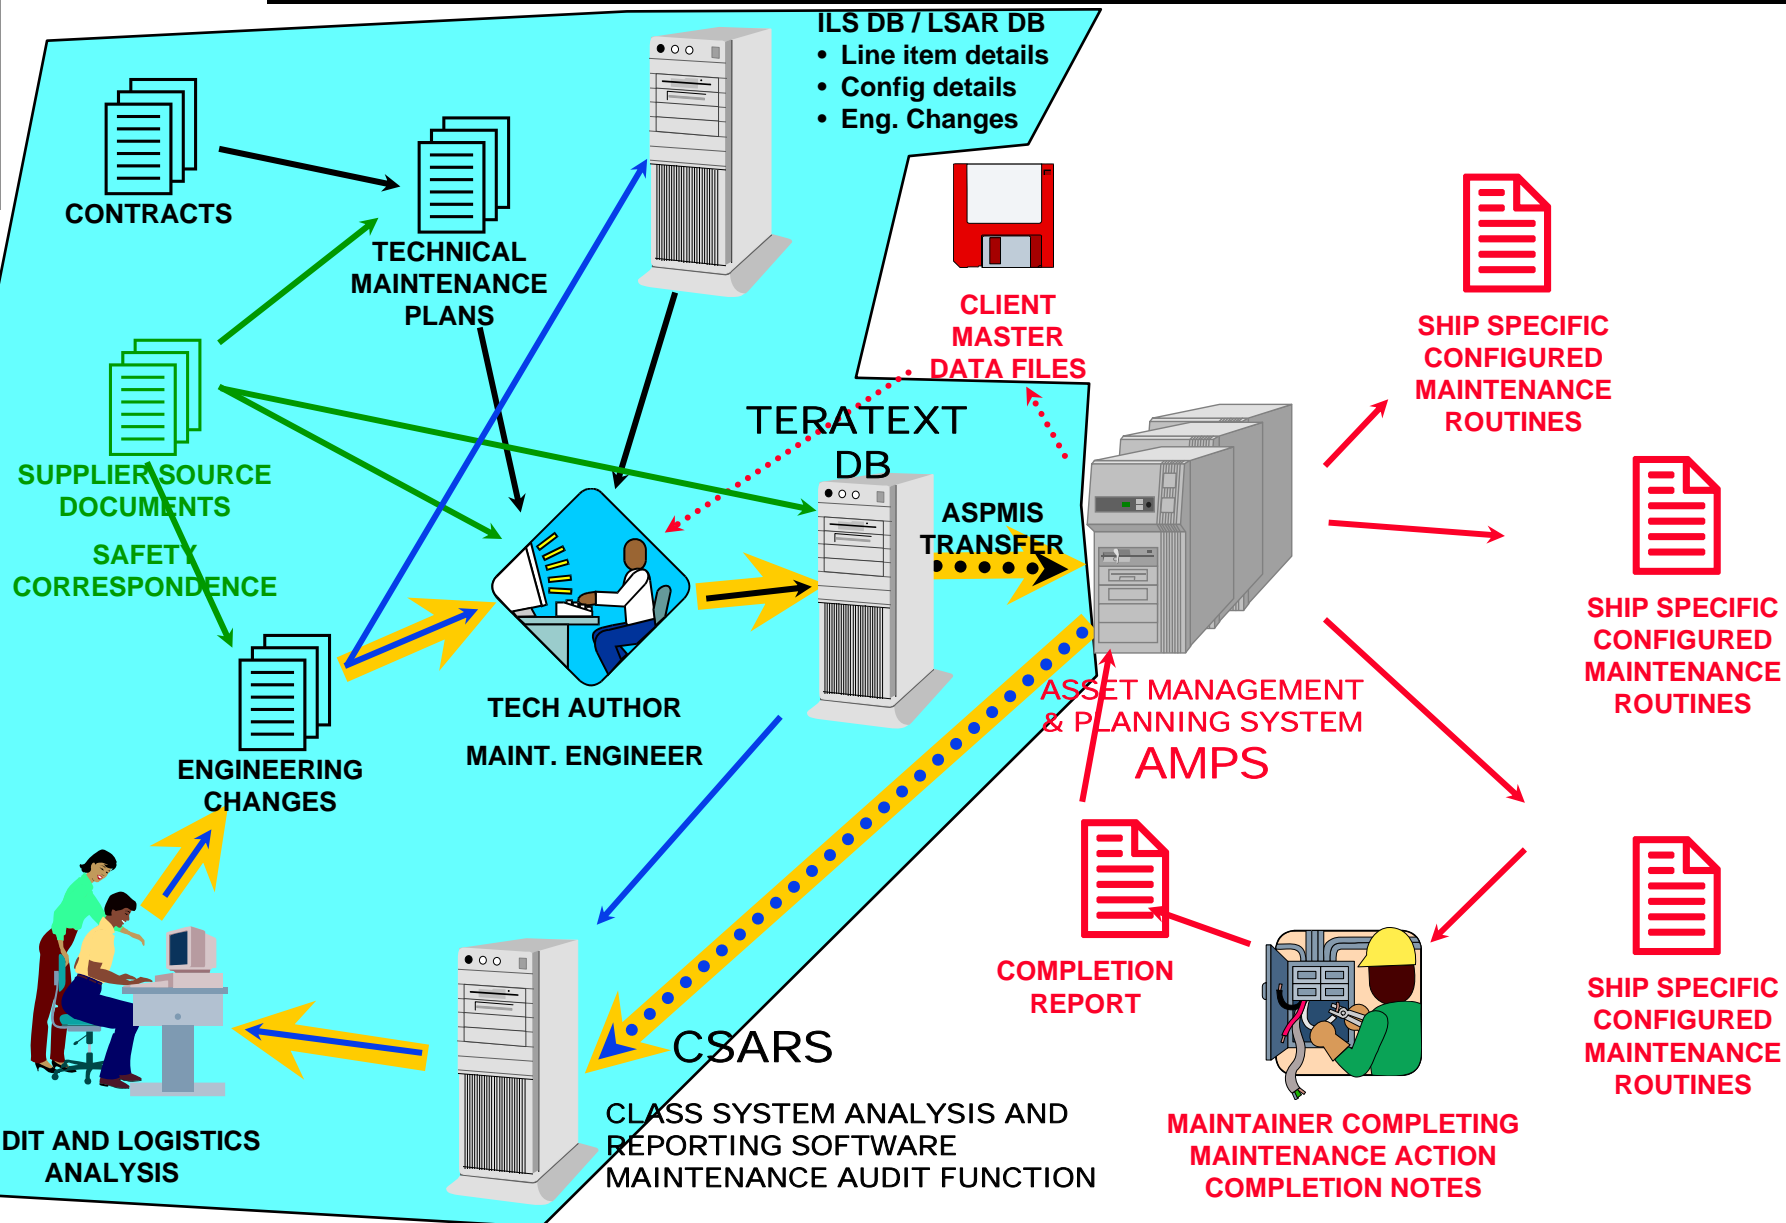 ILS DB / LSAR DB
• Line item details
• Config details
• Eng. Changes
CONTRACTS
TECHNICAL
MAINTENANCE
PLANS
CLIENT
MASTER
DATA FILES
SHIP SPECIFIC
CONFIGURED
MAINTENANCE
ROUTINES
SUPPLIER SOURCE
DOCUMENTS
SAFETY
CORRESPONDENCE
TERATEXT
DB
ASPMIS
TRANSFER
SHIP SPECIFIC
CONFIGURED
MAINTENANCE
ROUTINES
TECH AUTHOR
MAINT. ENGINEER
ASSET MANAGEMENT
& PLANNING SYSTEM
AMPS
ENGINEERING
CHANGES
COMPLETION
REPORT
SHIP SPECIFIC
CONFIGURED
MAINTENANCE
ROUTINES
CSARS
CLASS SYSTEM ANALYSIS AND
REPORTING SOFTWARE
MAINTENANCE AUDIT FUNCTION
DIT AND LOGISTICS
ANALYSIS
MAINTAINER COMPLETING
MAINTENANCE ACTION
COMPLETION NOTES